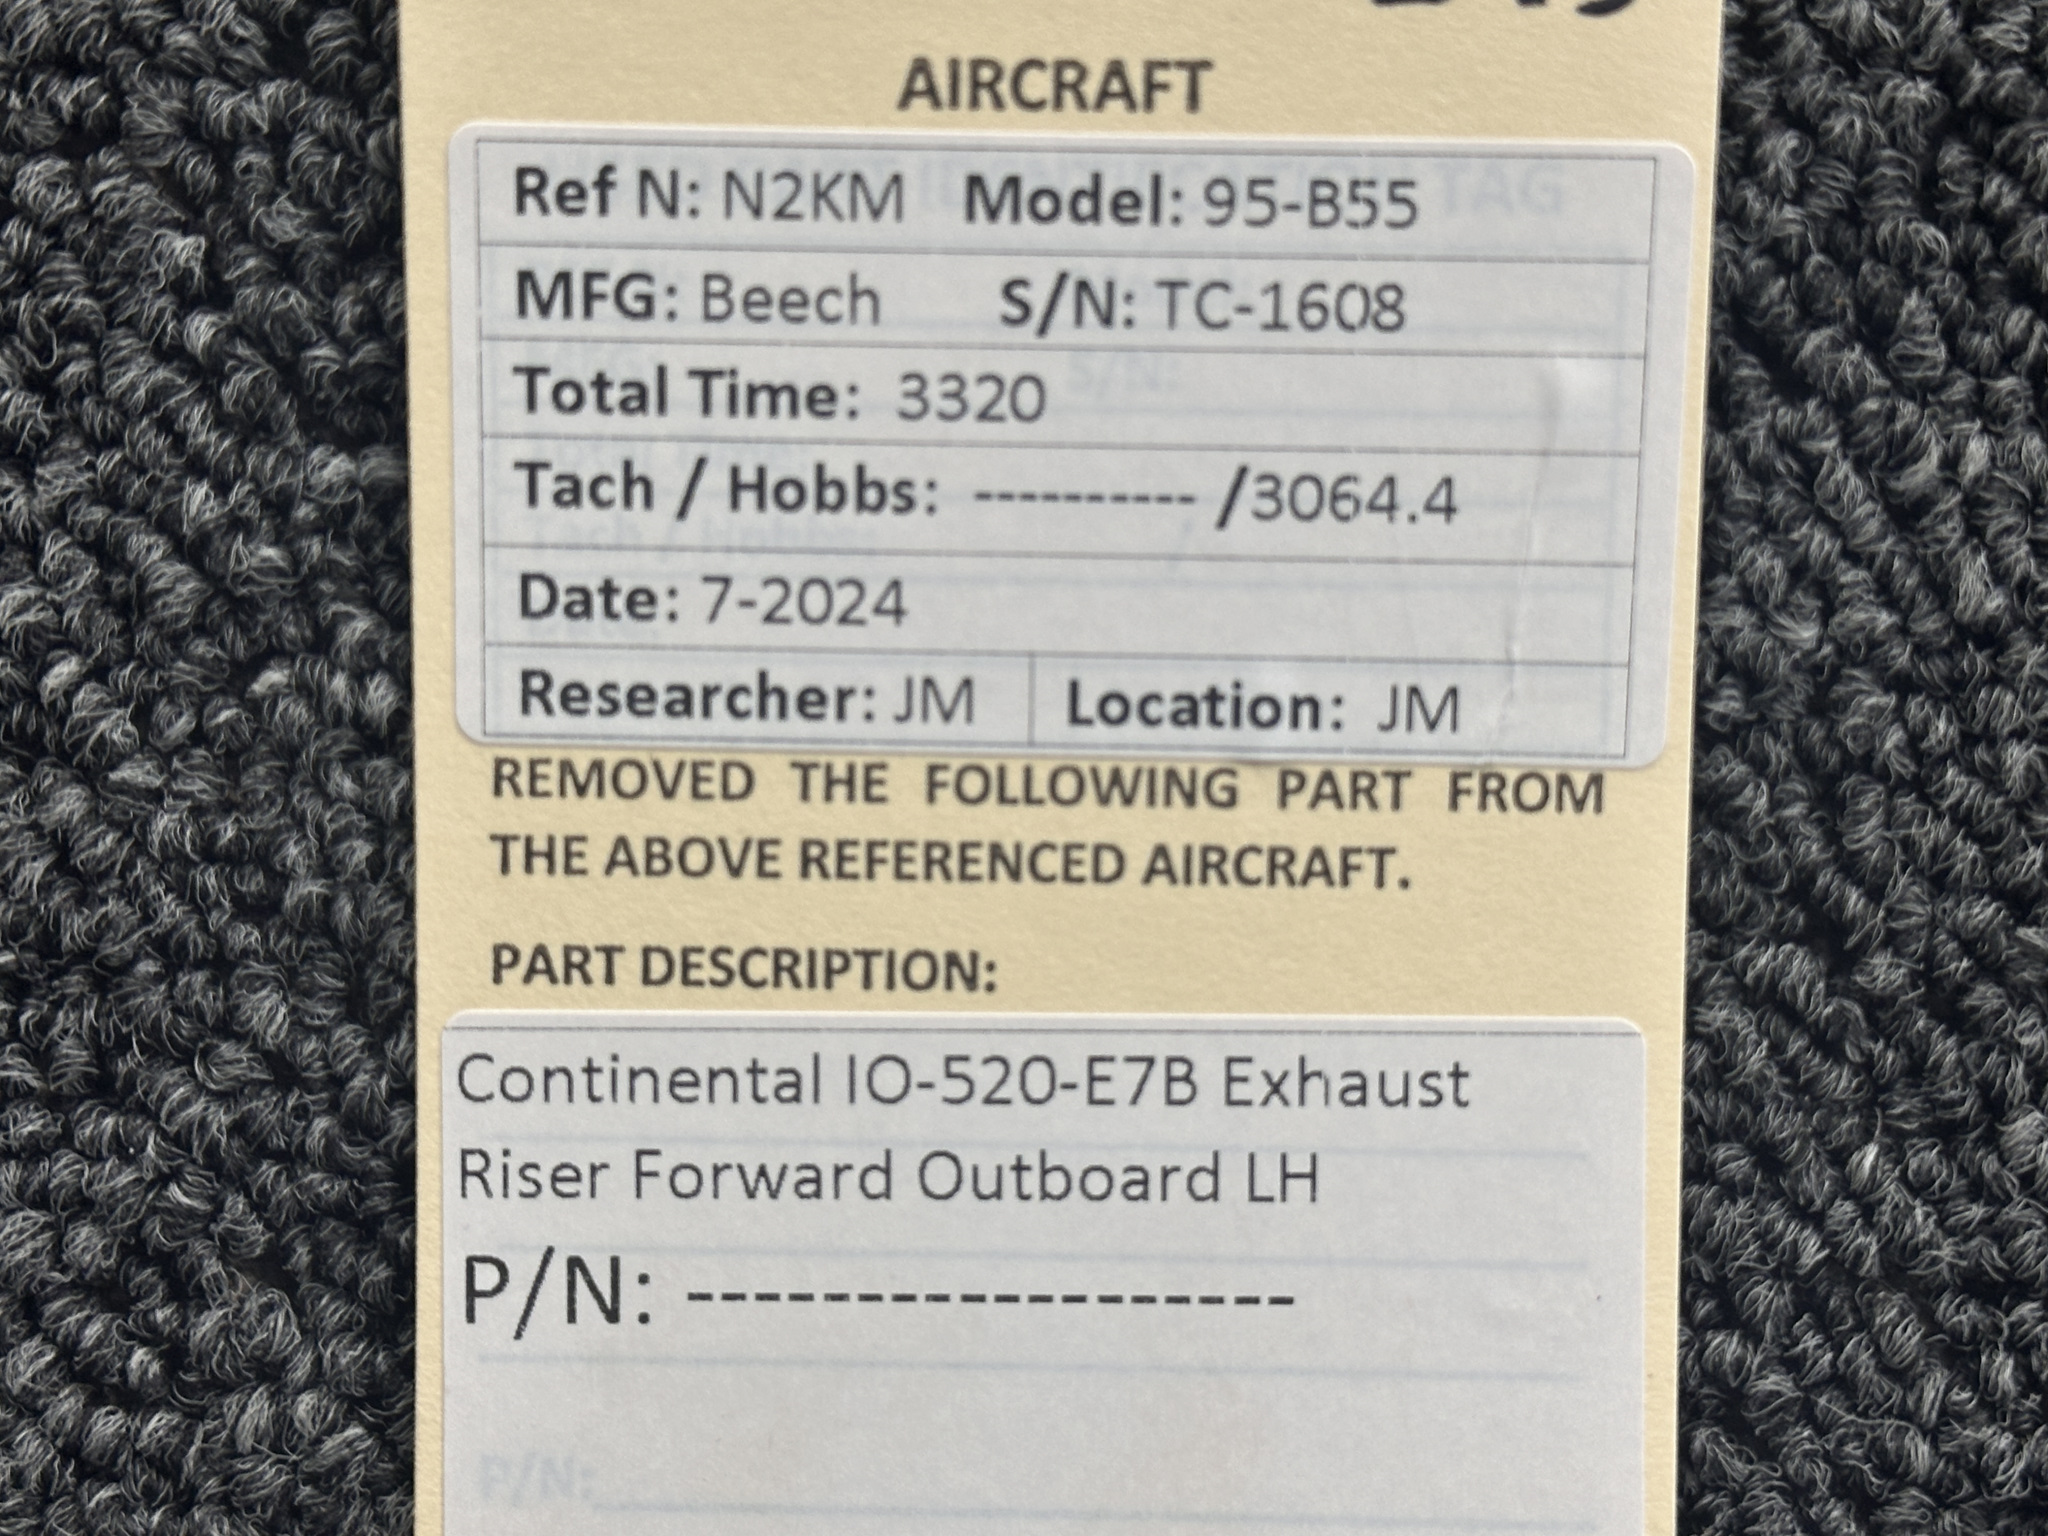 AIRCRAFT
Ref N: N2KM Model: 95-B55
MFG: Beech S/N: TC-1608
Total Time: 3320
Tach / Hobbs: ---------- /3064.4
Date: 7-2024
Researcher: JM Location: JM
REMOVED THE FOLLOWING PART FROM
THE ABOVE REFERENCED AIRCRAFT.
PART DESCRIPTION:
Continental IO-520-E7B Exhaust
Riser Forward Outboard LH
P/N: ------------------
P/N: